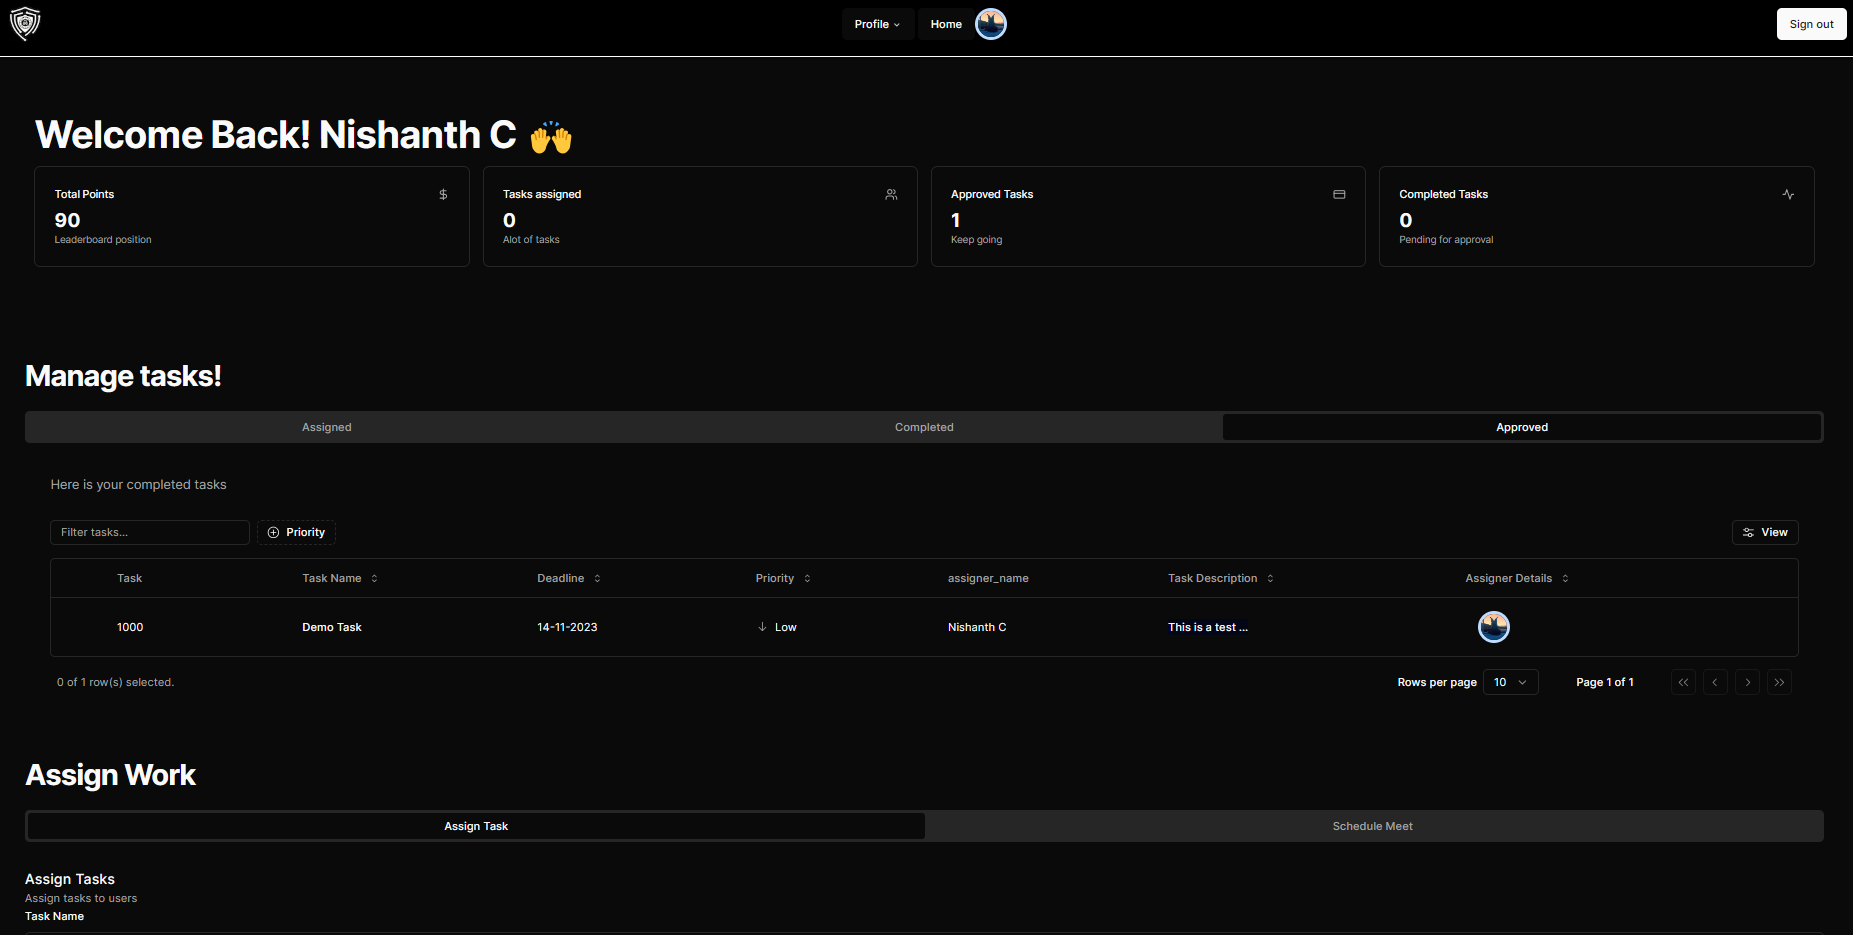 Profile Home Sign out
Welcome Back! Nishanth C 🙌
Total Points
90
Leaderboard position
Tasks assigned
0
Alot of tasks
Approved Tasks
1
Keep going
Completed Tasks
0
Pending for approval
Manage tasks!
Assigned Completed Approved
Here is your completed tasks
Filter tasks... Priority View
Task Task Name Deadline Priority assigner_name Task Description Assigner Details
1000 Demo Task 14-11-2023 Low Nishanth C This is a test ...
0 of 1 row(s) selected. Rows per page 10 Page 1 of 1
Assign Work
Assign Task Schedule Meet
Assign Tasks
Assign tasks to users
Task Name